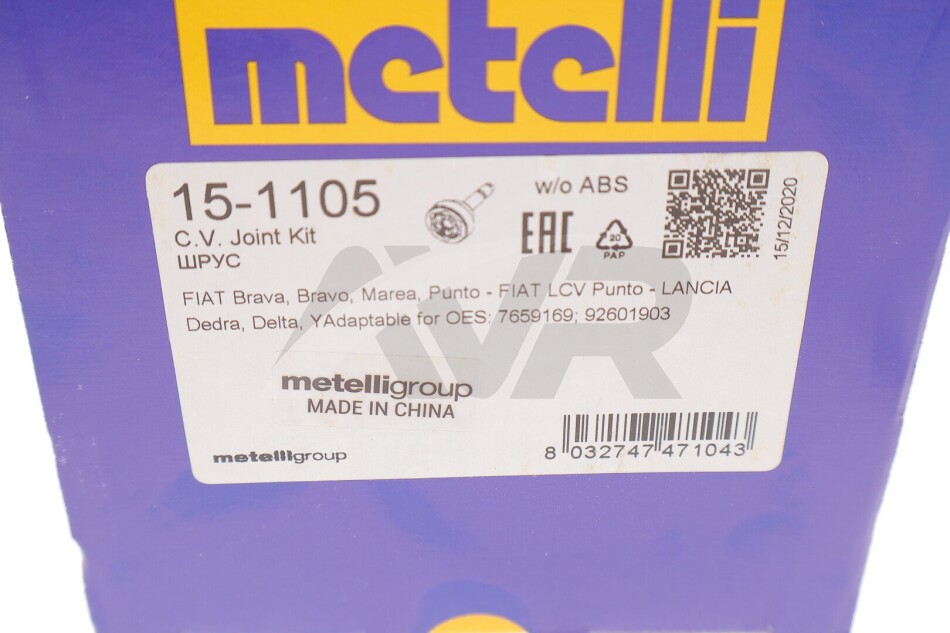 metelli
15-1105
w/o ABS
C.V. Joint Kit
ШРУС
EAC
20
PAP
15/12/2020
FIAT Brava, Bravo, Marea, Punto - FIAT LCV Punto - LANCIA
Dedra, Delta, YAdaptable for OES: 7659169; 92601903
AVR
metelligroup
MADE IN CHINA
metelligroup
8 032747 471043